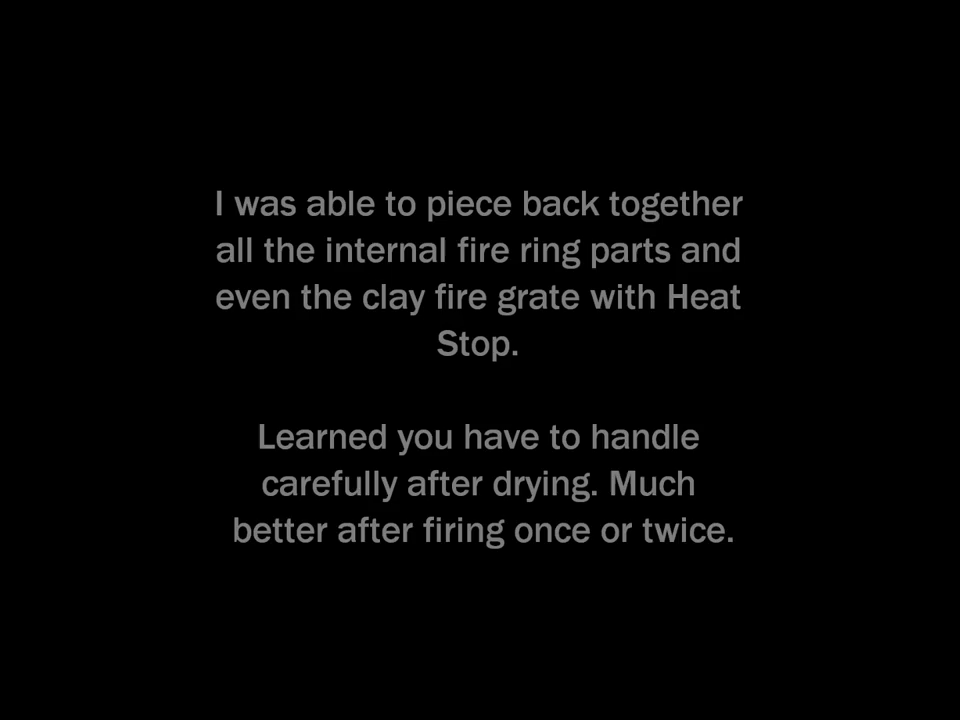 I was able to piece back together
all the internal fire ring parts and
even the clay fire grate with Heat
Stop.
Learned you have to handle
carefully after drying. Much
better after firing once or twice.